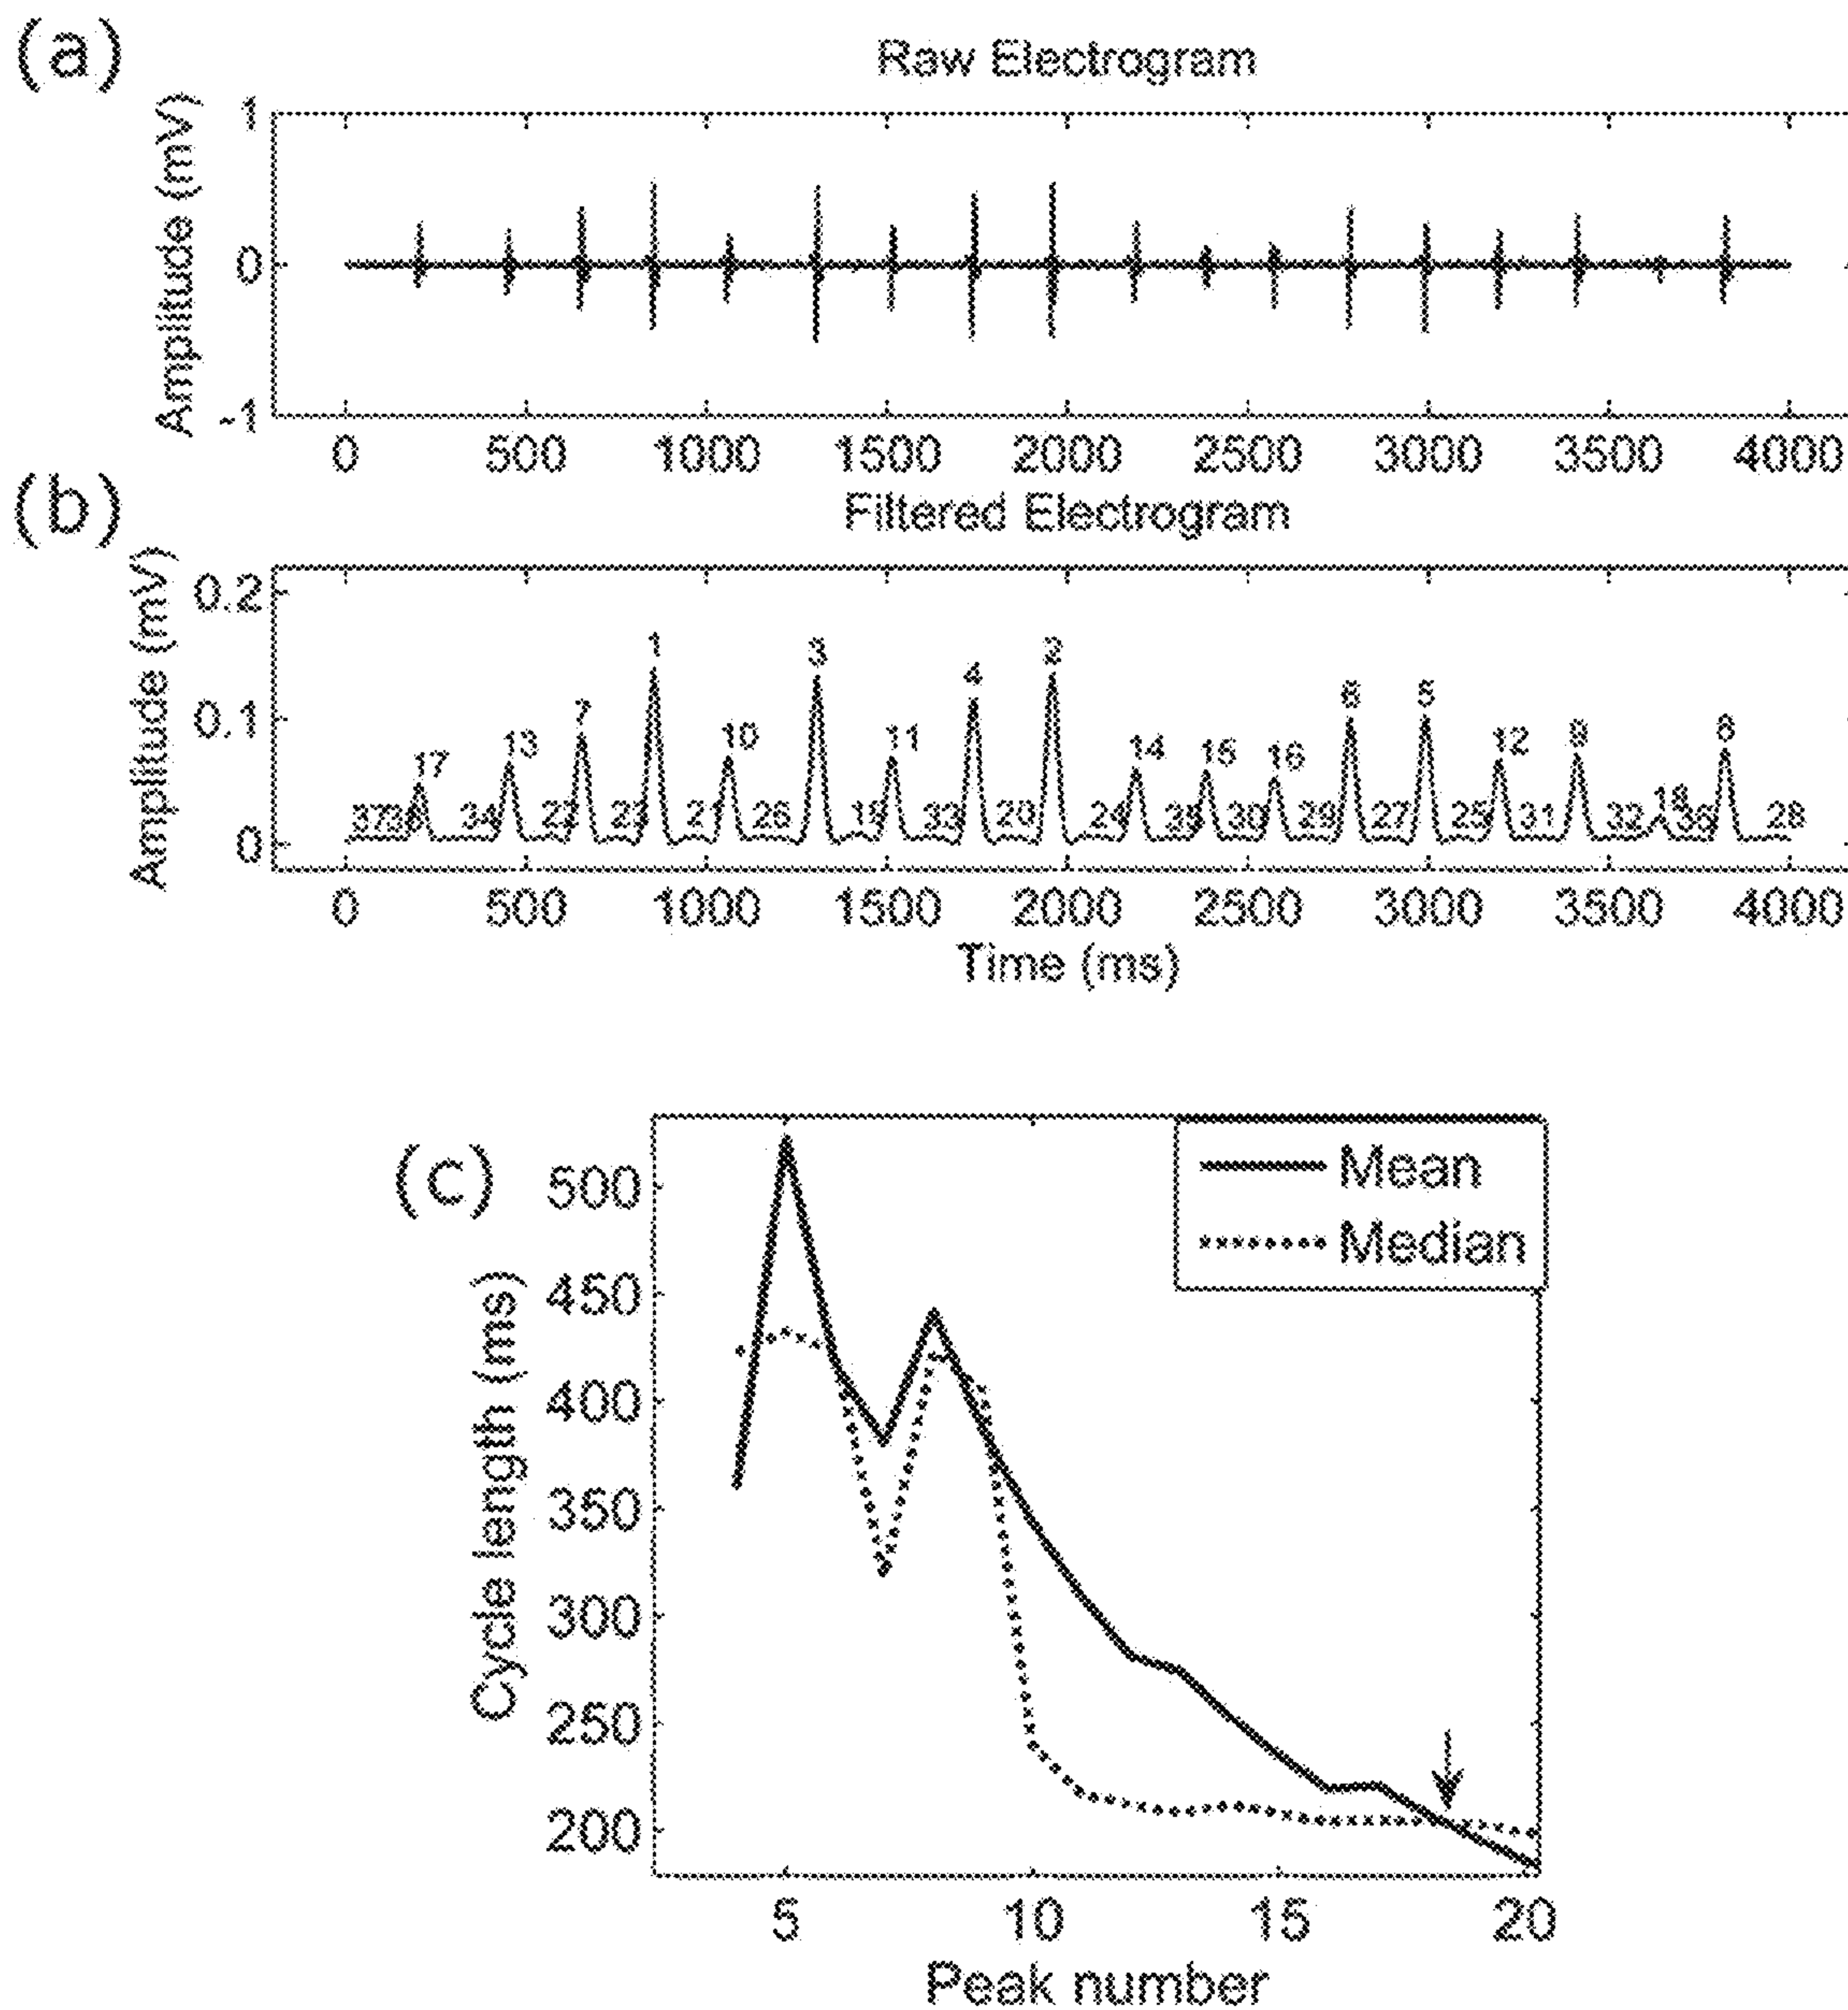 (a)
Raw Electrogram
Amplitude (mV)
1
0
-1
0 500 1000 1500 2000 2500 3000 3500 4000
(b)
Filtered Electrogram
Amplitude (mV)
0.2
0.1
0
1 3 4 2
7 6 5
17 13 10 11 14 15 16 12 9 8
37 34 22 23 21 26 19 33 20 24 35 30 29 27 25 31 32 18 28
0 500 1000 1500 2000 2500 3000 3500 4000
Time (ms)
(c)
Mean
Median
Cycle length (ms)
500
450
400
350
300
250
200
5 10 15 20
Peak number